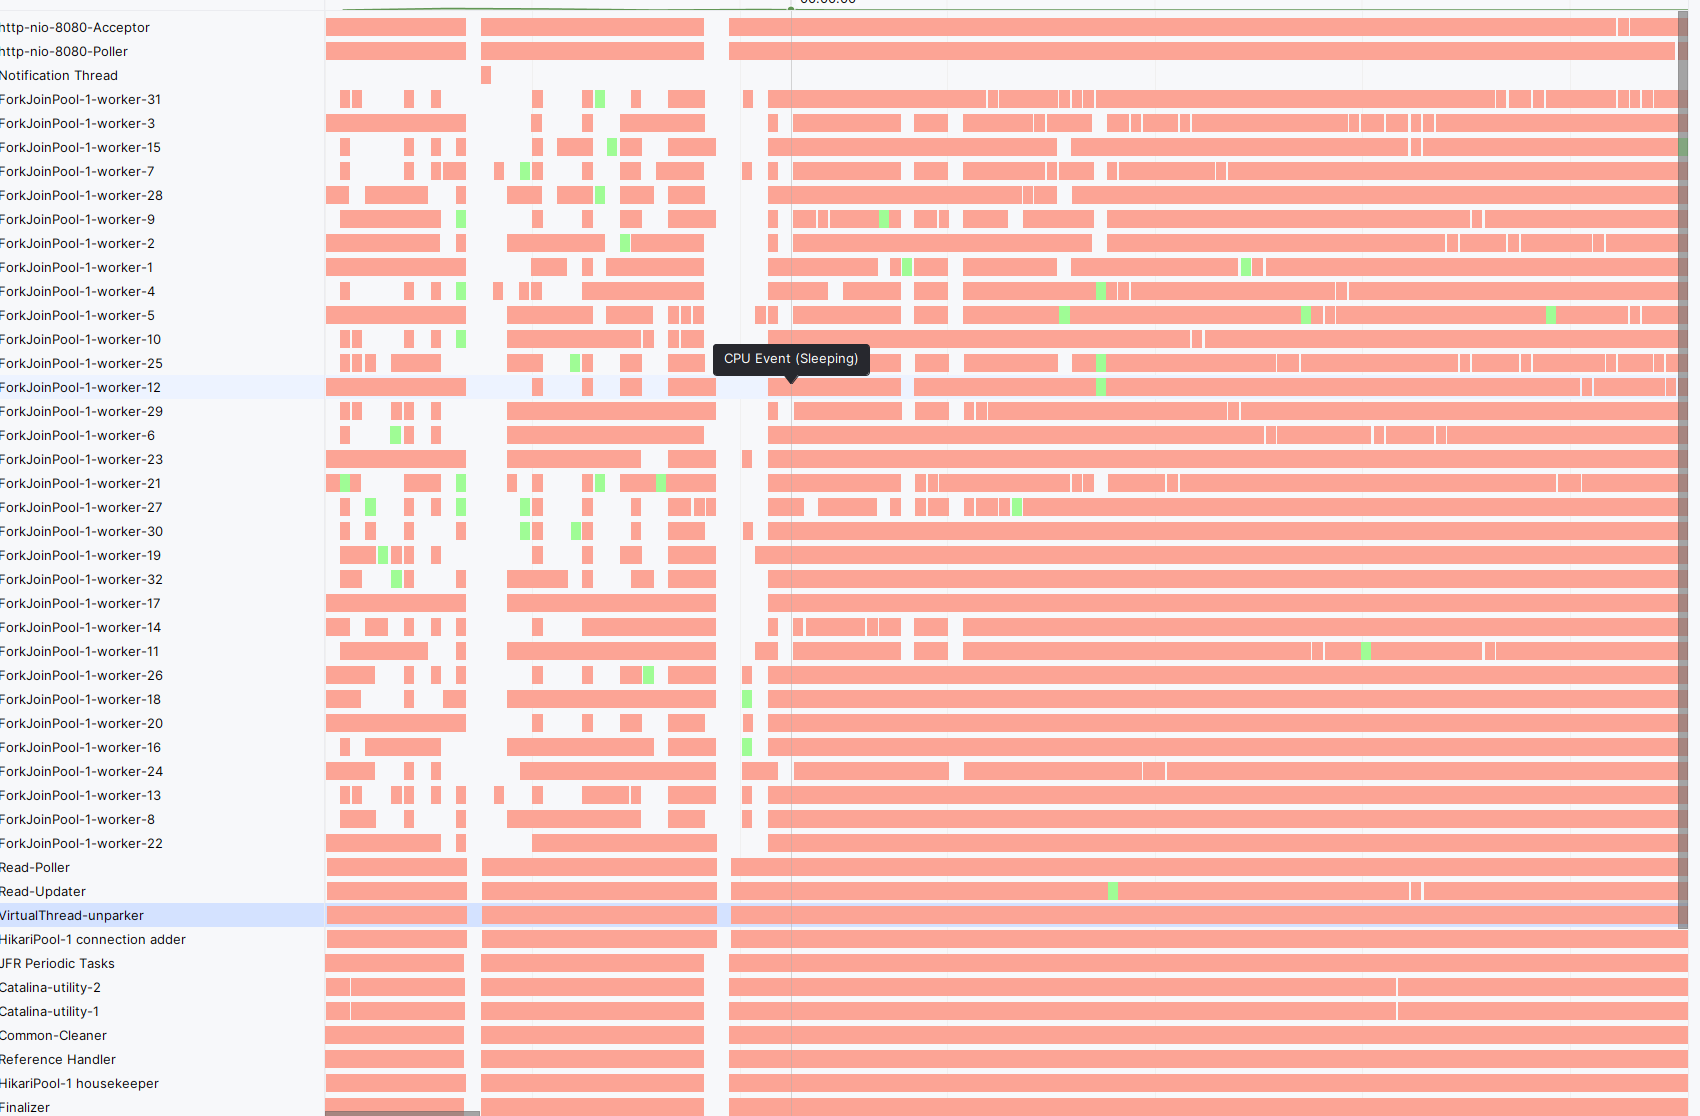 http-nio-8080-Acceptor
http-nio-8080-Poller
Notification Thread
ForkJoinPool-1-worker-31
ForkJoinPool-1-worker-3
ForkJoinPool-1-worker-15
ForkJoinPool-1-worker-7
ForkJoinPool-1-worker-28
ForkJoinPool-1-worker-9
ForkJoinPool-1-worker-2
ForkJoinPool-1-worker-1
ForkJoinPool-1-worker-4
ForkJoinPool-1-worker-5
ForkJoinPool-1-worker-10
CPU Event (Sleeping)
ForkJoinPool-1-worker-25
ForkJoinPool-1-worker-12
ForkJoinPool-1-worker-29
ForkJoinPool-1-worker-6
ForkJoinPool-1-worker-23
ForkJoinPool-1-worker-21
ForkJoinPool-1-worker-27
ForkJoinPool-1-worker-30
ForkJoinPool-1-worker-19
ForkJoinPool-1-worker-32
ForkJoinPool-1-worker-17
ForkJoinPool-1-worker-14
ForkJoinPool-1-worker-11
ForkJoinPool-1-worker-26
ForkJoinPool-1-worker-18
ForkJoinPool-1-worker-20
ForkJoinPool-1-worker-16
ForkJoinPool-1-worker-24
ForkJoinPool-1-worker-13
ForkJoinPool-1-worker-8
ForkJoinPool-1-worker-22
Read-Poller
Read-Updater
VirtualThread-unparker
HikariPool-1 connection adder
JFR Periodic Tasks
Catalina-utility-2
Catalina-utility-1
Common-Cleaner
Reference Handler
HikariPool-1 housekeeper
Finalizer